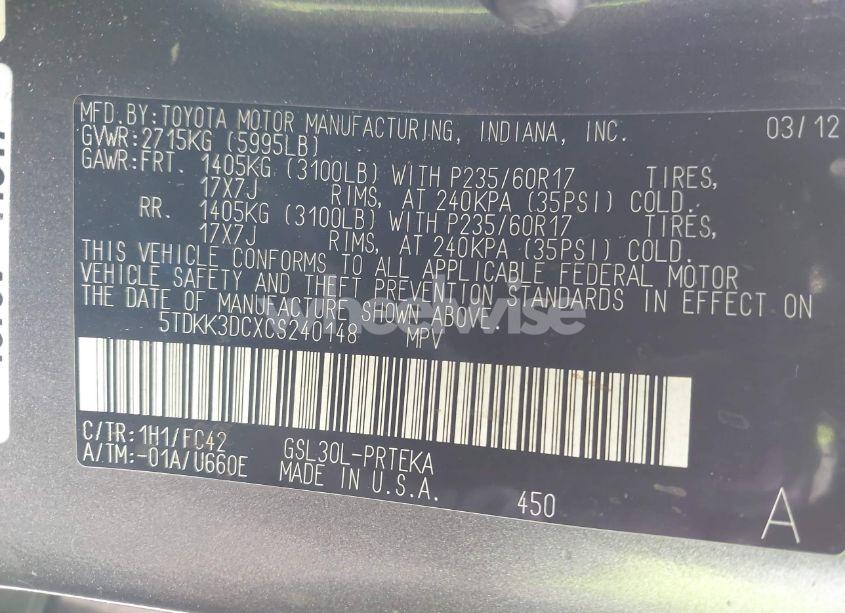 MFD.BY:TOYOTA MOTOR MANUFACTURING, INDIANA, INC. 03/12
GVWR:2715KG (5995LB)
GAWR:FRT. 1405KG (3100LB) WITH P235/60R17 TIRES,
17X7J RIMS, AT 240KPA (35PSI) COLD.
RR. 1405KG (3100LB) WITH P235/60R17 TIRES,
17X7J RIMS, AT 240KPA (35PSI) COLD.
THIS VEHICLE CONFORMS TO ALL APPLICABLE FEDERAL MOTOR
VEHICLE SAFETY AND THEFT PREVENTION STANDARDS IN EFFECT ON
THE DATE OF MANUFACTURE SHOWN ABOVE.
wheelwise
5TDKK3DCXCS240148 MPV
C/TR:1H1/FC42 GSL30L-PRTEKA
A/TM:-01A/U660E MADE IN U.S.A.
450
A